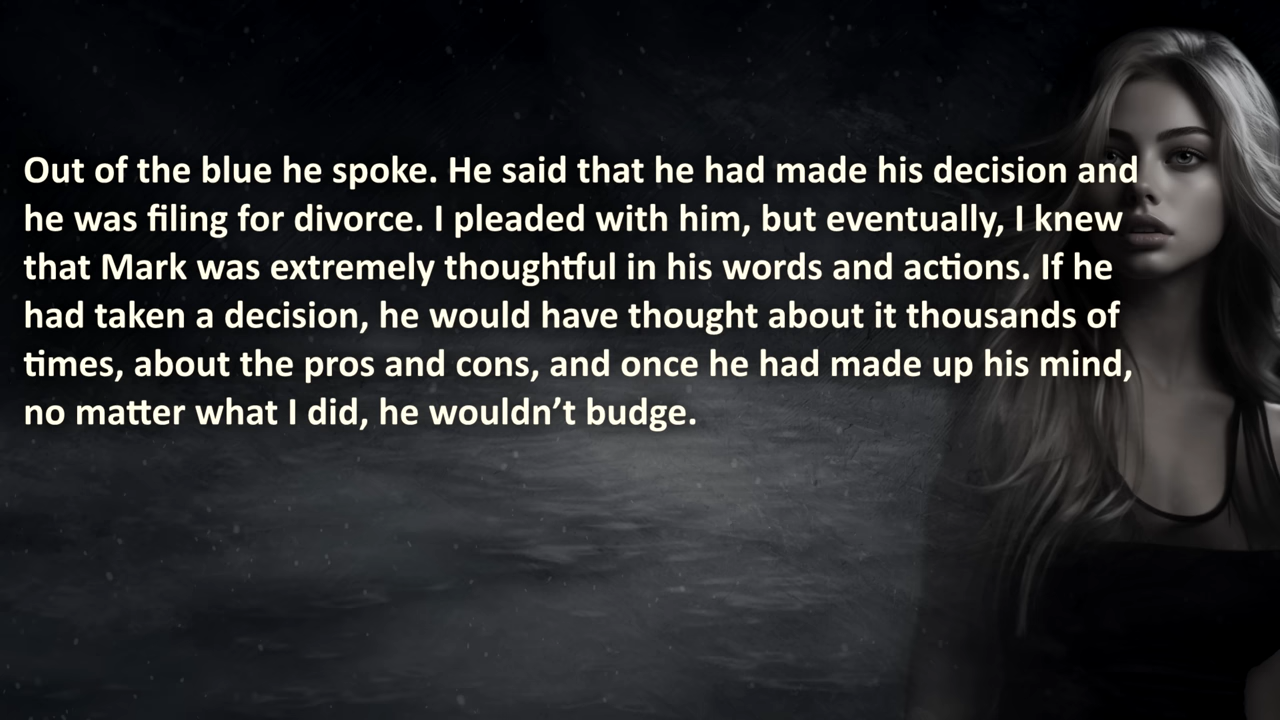 Out of the blue he spoke. He said that he had made his decision and
he was filing for divorce. I pleaded with him, but eventually, I knew
that Mark was extremely thoughtful in his words and actions. If he
had taken a decision, he would have thought about it thousands of
times, about the pros and cons, and once he had made up his mind,
no matter what I did, he wouldn’t budge.